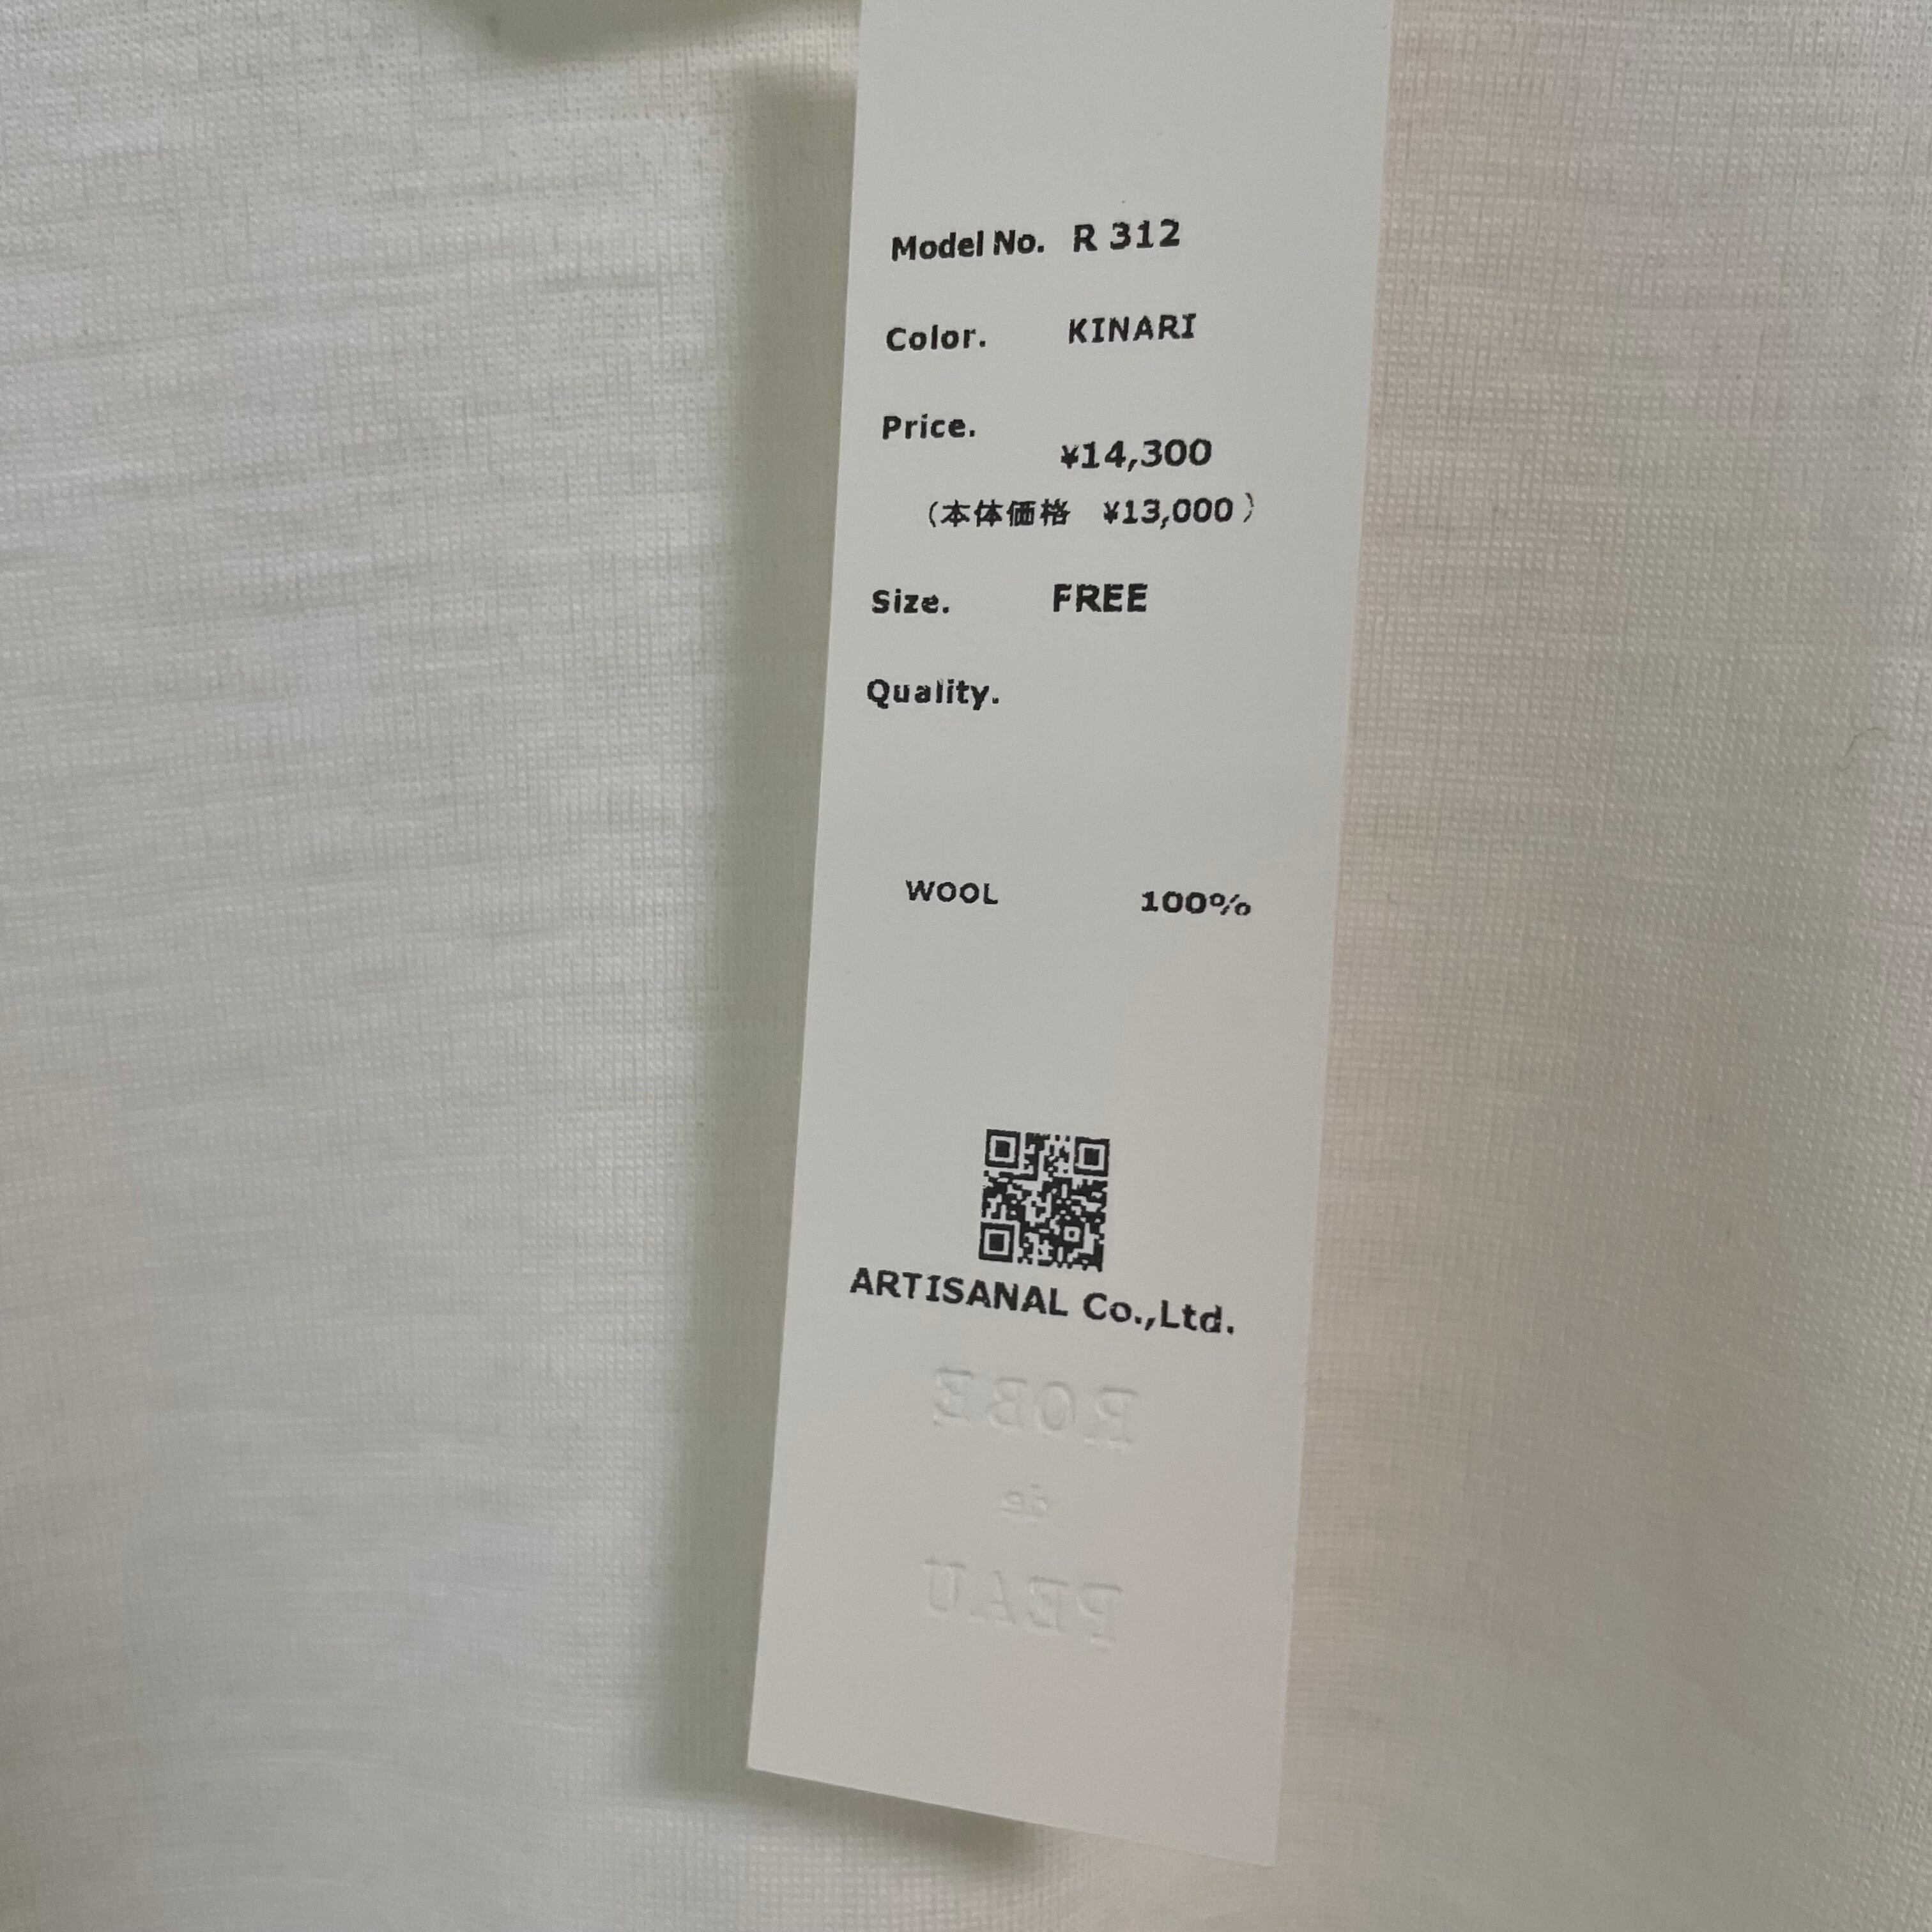 Model No. R 312
Color. KINARI
Price.
¥14,300
(本体価格 ¥13,000)
Size. FREE
Quality.
WOOL 100%
ARTISANAL Co.,Ltd.
ROBE
de
PEAU